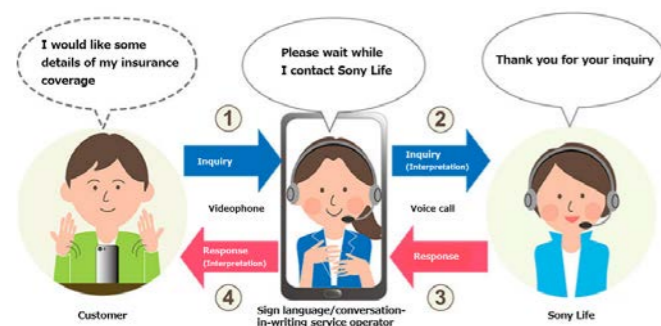 I would like some
details of my insurance
coverage
Please wait while
I contact Sony Life
Thank you for your inquiry
①
Inquiry
②
Inquiry
(Interpretation)
Videophone
Voice call
Response
(Interpretation)
④
Response
③
Customer
Sign language/conversation-
in-writing service operator
Sony Life